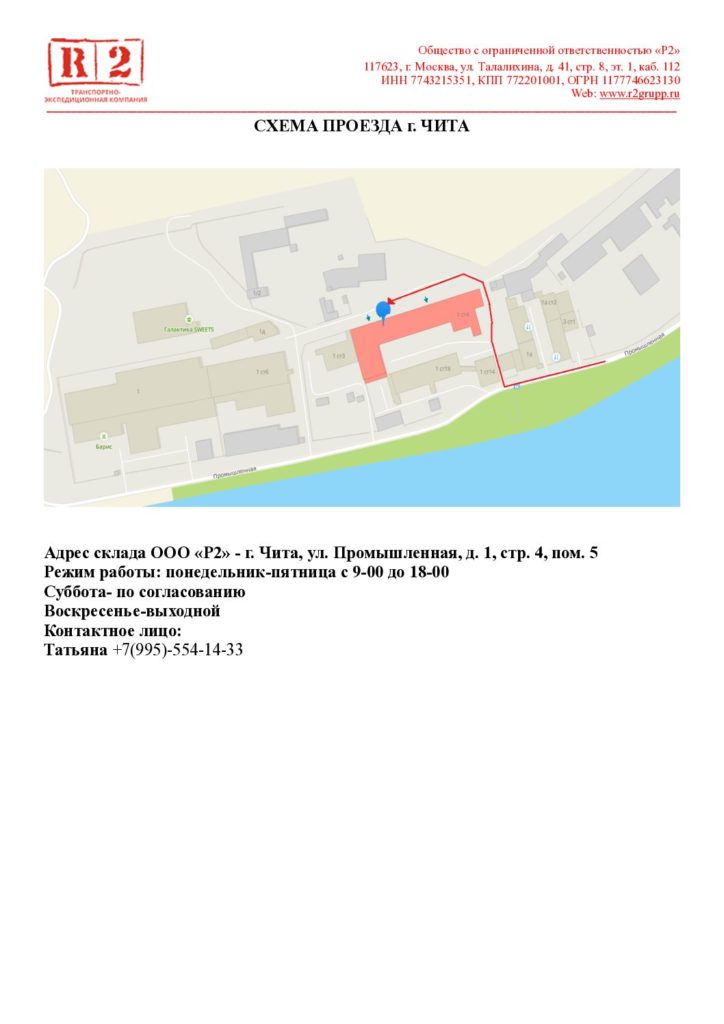 R2
ТРАНСПОРТНО-
ЭКСПЕДИЦИОННАЯ КОМПАНИЯ
Общество с ограниченной ответственностью «Р2»
117623, г. Москва, ул. Талалихина, д. 41, стр. 8, эт. 1, каб. 112
ИНН 7743215351, КПП 772201001, ОГРН 1177746623130
Web: www.r2grupp.ru
СХЕМА ПРОЕЗДА г. ЧИТА
1/2
Галактика SWEETS
1д
1 ст4
1а ст2
3 ст1
1 ст3
1а
Промышленная
1 ст6
1 ст14
1
Барис
Промышленная
Адрес склада ООО «Р2» - г. Чита, ул. Промышленная, д. 1, стр. 4, пом. 5
Режим работы: понедельник-пятница с 9-00 до 18-00
Суббота- по согласованию
Воскресенье-выходной
Контактное лицо:
Татьяна +7(995)-554-14-33